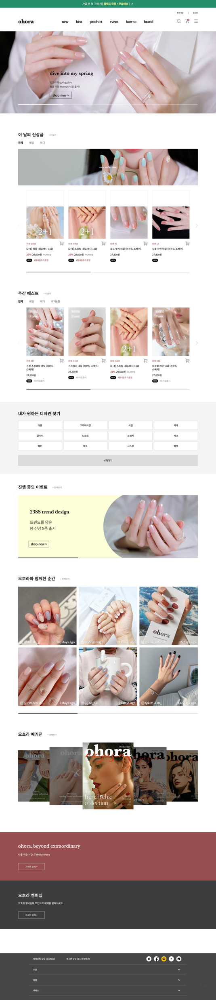 가입 후 첫 구매 시 [ 젤램프 증정 + 무료배송 ]
회원가입 | 로그인
ohora
new best product event how to brand
0
dive into my spring
오호라와 spring dive
봄을 위한 #trendy 네일 출시!
shop now >
이 달의 신상품 + 더보기
전체 네일 페디
new collection
2+1 2+1
리뷰 5,856
[2+1] 웨딩 네일/페디 15종
33% 29,600원 44,400원
NEW #젤네일추가증정
리뷰 8,403
[2+1] 스프링 네일/페디 16종
33% 29,600원 44,400원
NEW #젤네일추가증정
리뷰 46
골드 엣지 네일 (라운드 스퀘어)
27,800원
NEW
리뷰 12
심플 라인 네일 (라운드 스퀘어)
27,800원
NEW
주간 베스트 + 더보기
전체 네일 페디 케어&툴
2 types
3 types
2+1
2 types
리뷰 337
선셋 스파클링 네일 (라운드
스퀘어)
27,800원
NEW #숏타입출시
리뷰 2,163
선라이즈 네일 (라운드 스퀘어)
27,800원
NEW #숏타입출시
리뷰 8,403
[2+1] 스프링 네일/페디 16종
33% 29,600원 44,400원
NEW #젤네일추가증정
리뷰 582
트윙클 레인 네일 (라운드
스퀘어)
27,800원
NEW #숏타입출시
내가 원하는 디자인 찾기
마블 그라데이션 시럽 자개
글리터 드로잉 프렌치 체크
패턴 매트 시스루 벨벳
보러가기
진행 중인 이벤트 + 전체보기
23SS trend design
트렌드를 담은
봄 신상 5종 출시
shop now >
오호라와 함께한 순간 + 전체보기
@shalala_jj 163 days ago
@songsong... 81 days ago
ohora
@akwi.official 65 days ago
@Sweden st... 7 days ago
@j.so_ok 75 days ago
@kim1110_ 142 days ago
오호라 매거진 + 전체보기
ohora
ohora
October 2021
ohora
magazine
All about
french chic
collection
simple
minimal
&
chic
ohora
ohora
ohora, beyond extraordinary
나를 위한 시간, Time to ohora
자세히 보기 >
오호라 멤버십
오호라 멤버십에 조인하고 혜택을 받아보세요.
자세히 보기 >
카카오톡 상담 (@ohora) 게시판 상담 (1:1 문의하기)
주문
회원
서비스